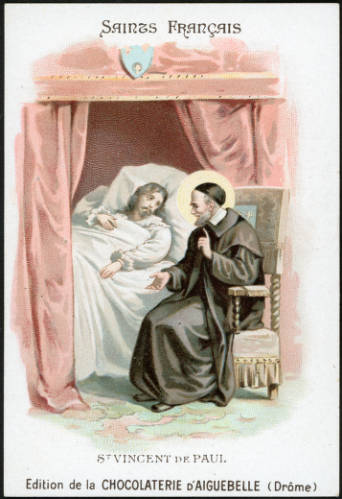 Saints Français
St VINCENT DE PAUL
Edition de la CHOCOLATERIE D'AIGUEBELLE (Drôme)